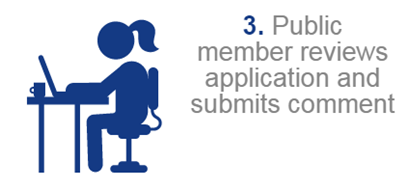 3. Public
member reviews
application and
submits comment